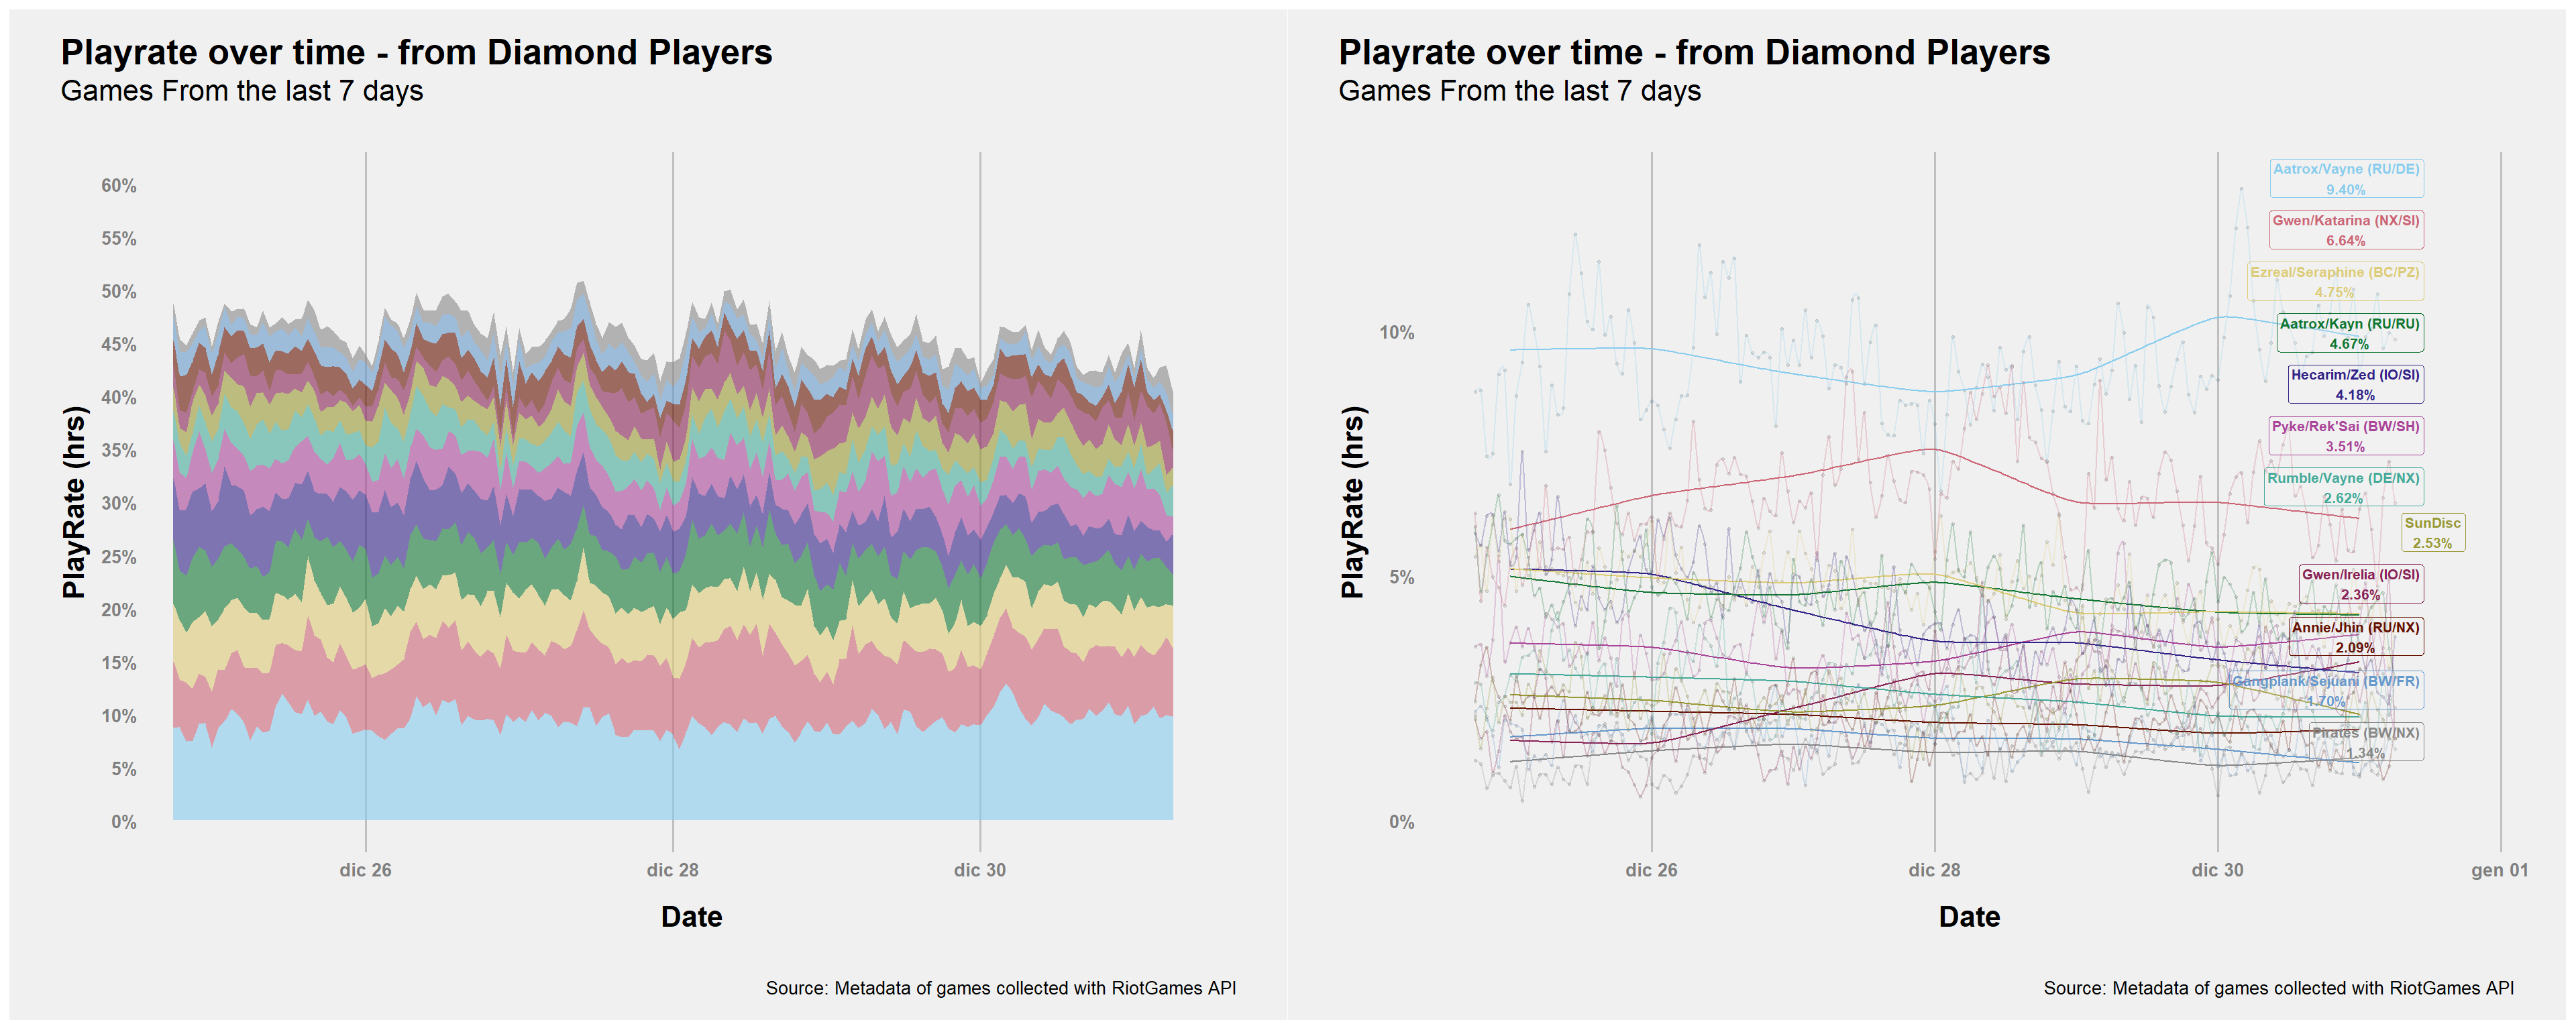 Playrate over time - from Diamond Players
Games From the last 7 days
PlayRate (hrs)
60%
55%
50%
45%
40%
35%
30%
25%
20%
15%
10%
5%
0%
dic 26
dic 28
dic 30
Date
Source: Metadata of games collected with RiotGames API
Playrate over time - from Diamond Players
Games From the last 7 days
PlayRate (hrs)
10%
5%
0%
Aatrox/Vayne (RU/DE)
9.40%
Gwen/Katarina (NX/SI)
6.64%
Ezreal/Seraphine (BC/PZ)
4.75%
Aatrox/Kayn (RU/RU)
4.67%
Hecarim/Zed (IO/SI)
4.18%
Pyke/Rek'Sai (BW/SH)
3.51%
Rumble/Vayne (DE/NX)
2.62%
SunDisc
2.53%
Gwen/Irelia (IO/SI)
2.36%
Annie/Jhin (RU/NX)
2.09%
Gangplank/Sejuani (BW/FR)
1.70%
Pirates (BW/NX)
1.34%
dic 26
dic 28
dic 30
gen 01
Date
Source: Metadata of games collected with RiotGames API